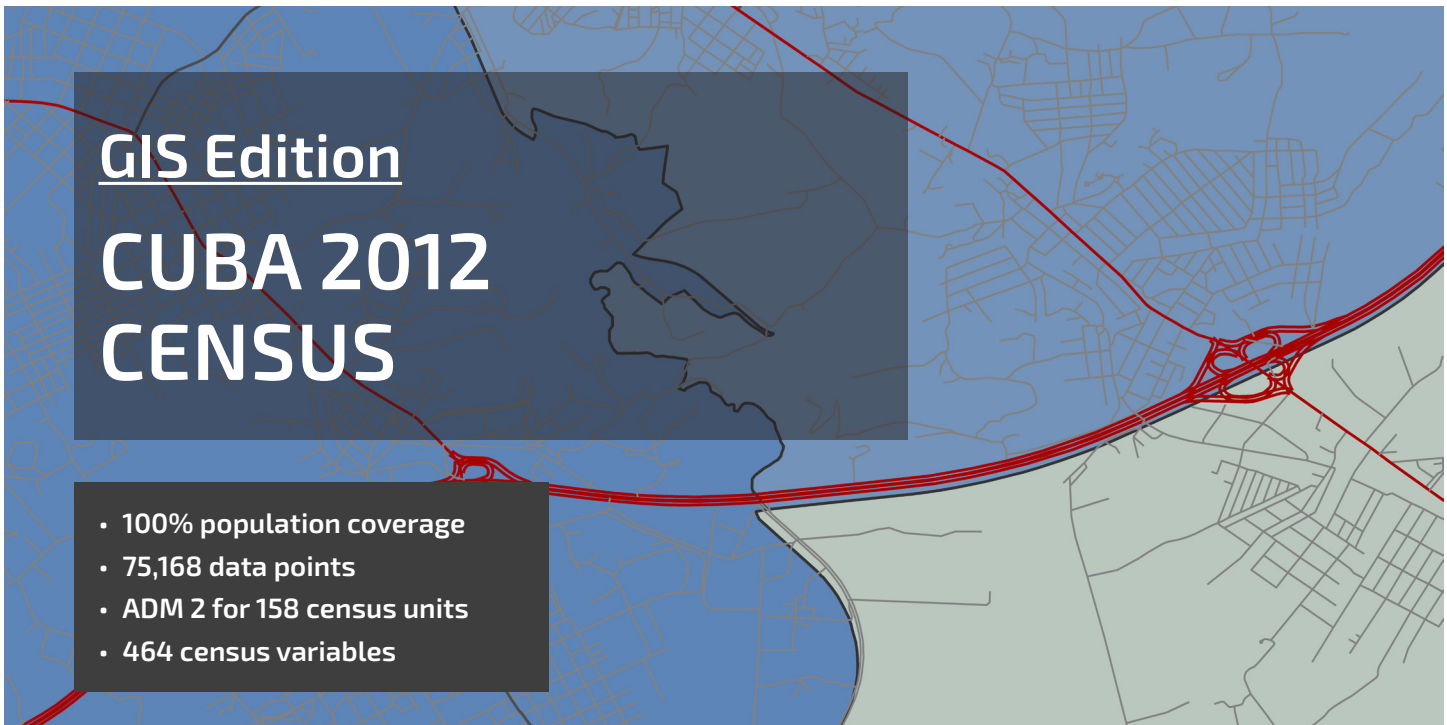 GIS Edition
CUBA 2012
CENSUS
• 100% population coverage
• 75,168 data points
• ADM 2 for 158 census units
• 464 census variables